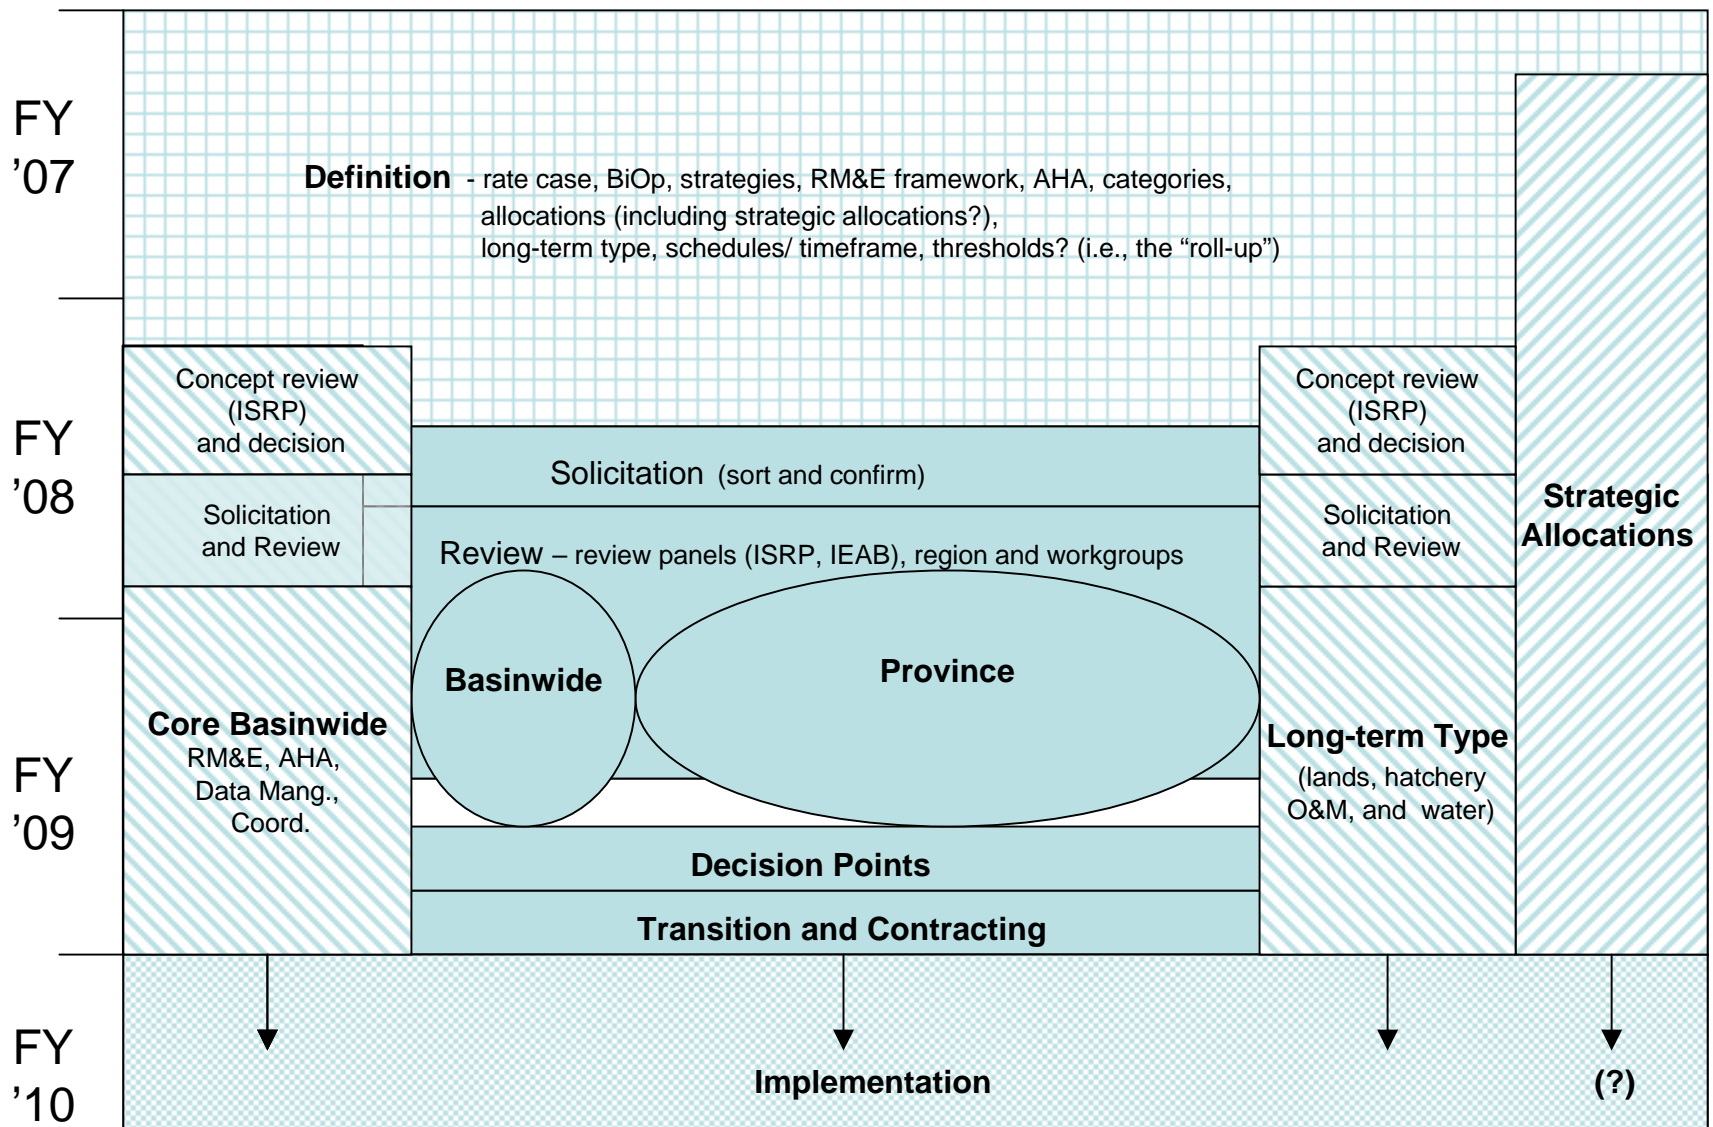 FY
’07
Definition - rate case, BiOp, strategies, RM&E framework, AHA, categories,
allocations (including strategic allocations?),
long-term type, schedules/ timeframe, thresholds? (i.e., the “roll-up”)
FY
’08
Concept review
(ISRP)
and decision
Solicitation
and Review
Solicitation (sort and confirm)
Review – review panels (ISRP, IEAB), region and workgroups
Concept review
(ISRP)
and decision
Solicitation
and Review
Strategic
Allocations
FY
’09
Core Basinwide
RM&E, AHA,
Data Mang.,
Coord.
Basinwide
Province
Long-term Type
(lands, hatchery
O&M, and water)
Decision Points
Transition and Contracting
FY
’10
Implementation
(?)